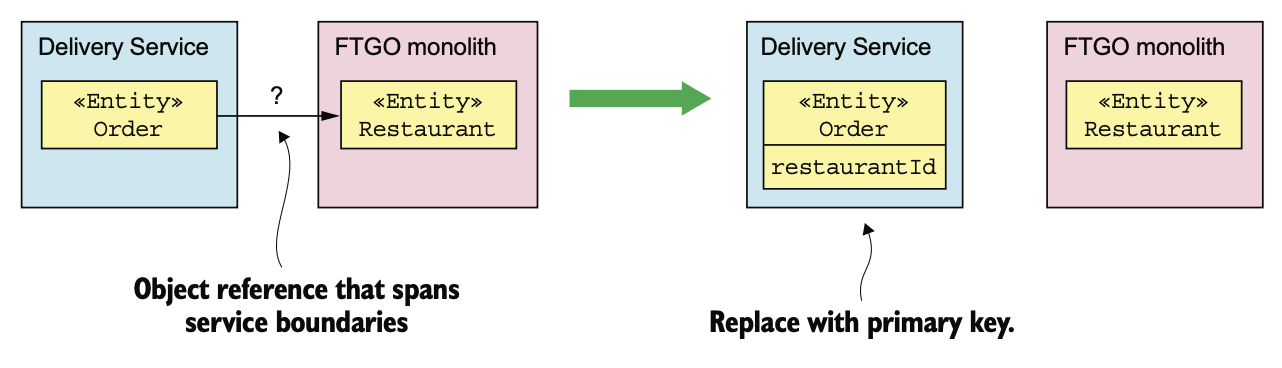 Delivery Service
«Entity»
Order
?
FTGO monolith
«Entity»
Restaurant
Object reference that spans
service boundaries
Delivery Service
«Entity»
Order
restaurantId
FTGO monolith
«Entity»
Restaurant
Replace with primary key.